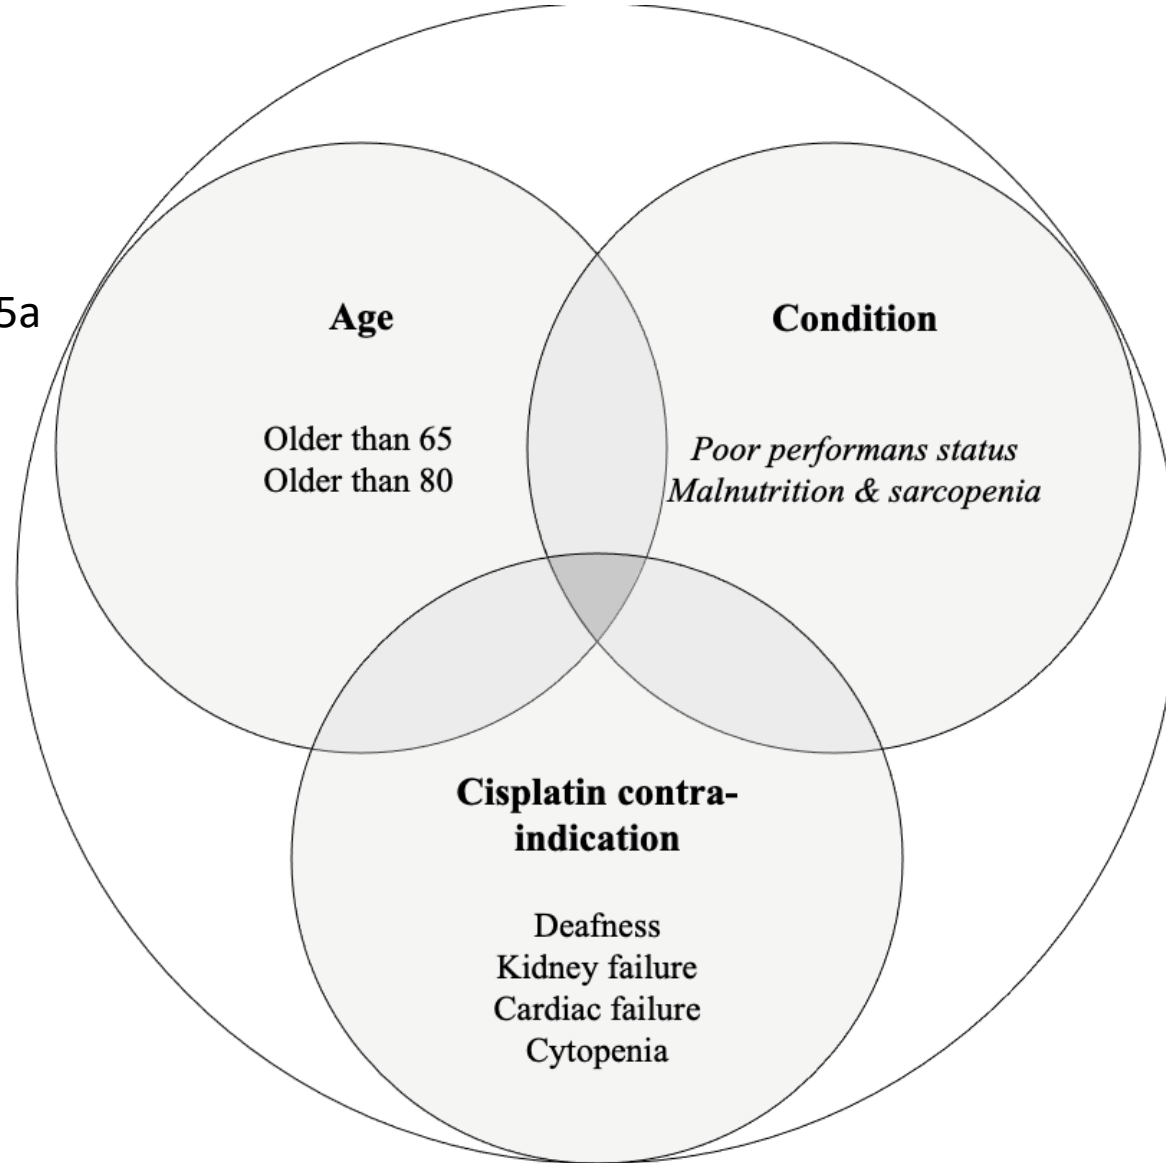 5a
Age
Older than 65
Older than 80
Condition
Poor performans status
Malnutrition & sarcopenia
Cisplatin contra-
indication
Deafness
Kidney failure
Cardiac failure
Cytopenia